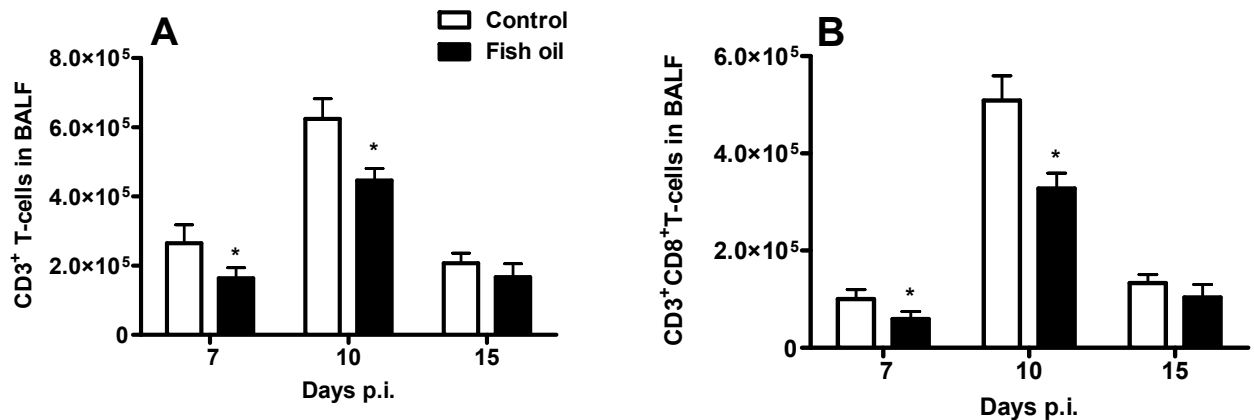 A
Control
Fish oil
CD3⁺ T-cells in BALF
8.0×10⁵
6.0×10⁵
4.0×10⁵
2.0×10⁵
0
*
*
7
10
15
Days p.i.
B
CD3⁺CD8⁺T-cells in BALF
6.0×10⁵
4.0×10⁵
2.0×10⁵
0
*
*
7
10
15
Days p.i.